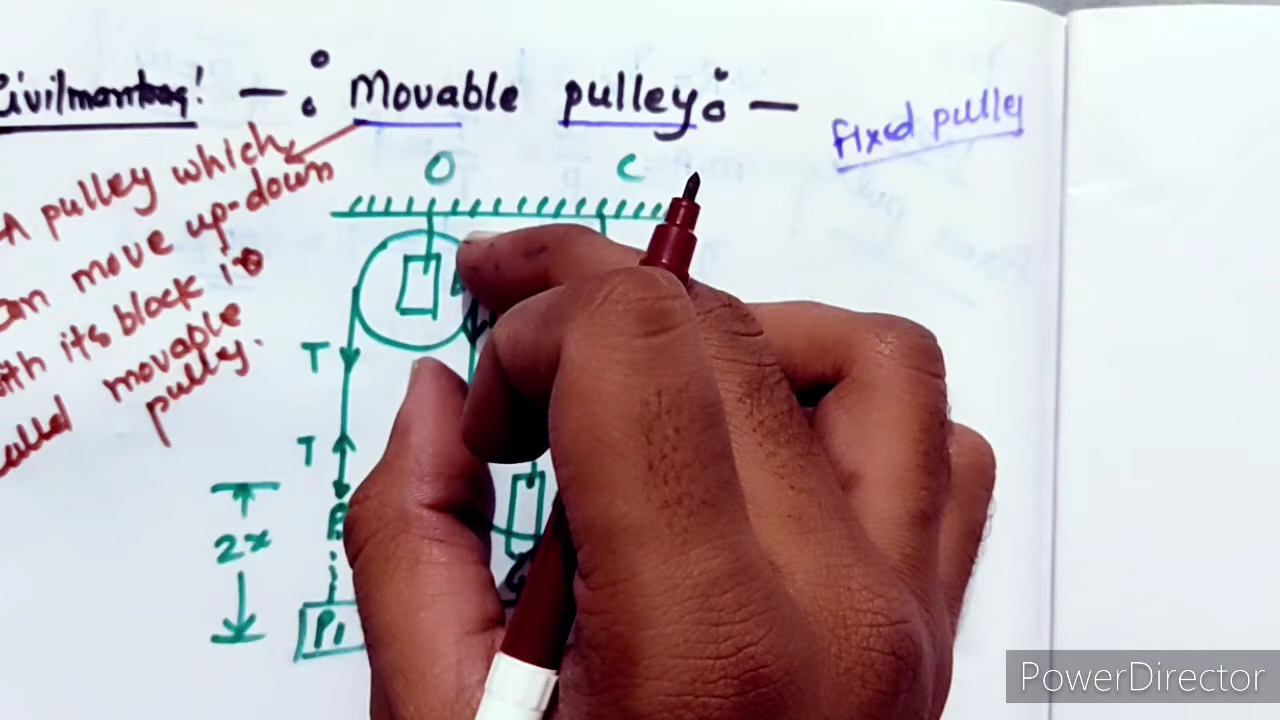 Civilmantraa! — : Movable pulley : —
Fixed pulley
A pulley which
can move up-down
with its block is
called movable
pulley.
O C
T
T
P
2x
P1
PowerDirector